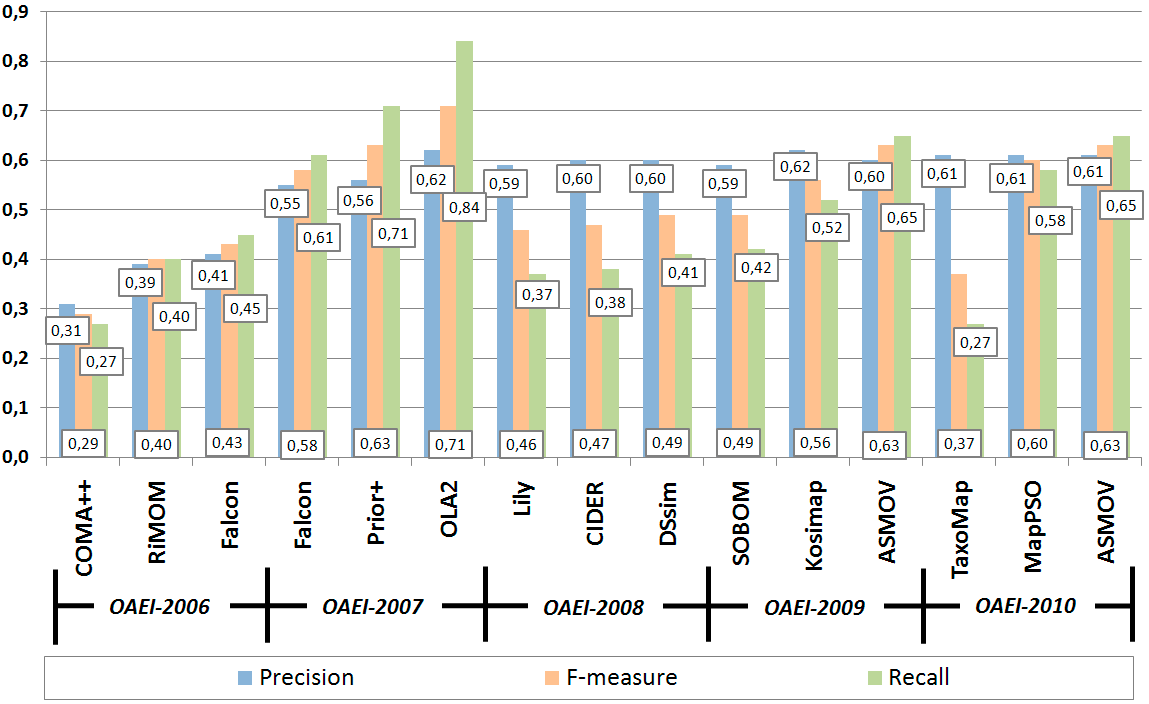 0,9
0,8
0,7
0,6
0,5
0,4
0,3
0,2
0,1
0,0
0,31 0,29 0,27
0,39 0,40 0,40
0,41 0,43 0,45
0,55 0,58 0,61
0,56 0,63 0,71
0,62 0,71 0,84
0,59 0,46 0,37
0,60 0,47 0,38
0,60 0,49 0,41
0,59 0,49 0,42
0,62 0,56 0,52
0,60 0,63 0,65
0,61 0,37 0,27
0,61 0,60 0,58
0,61 0,63 0,65
COMA++
RiMOM
Falcon
Falcon
Prior+
OLA2
Lily
CIDER
DSsim
SOBOM
Kosimap
ASMOV
TaxoMap
MapPSO
ASMOV
OAEI-2006 OAEI-2007 OAEI-2008 OAEI-2009 OAEI-2010
Precision F-measure Recall